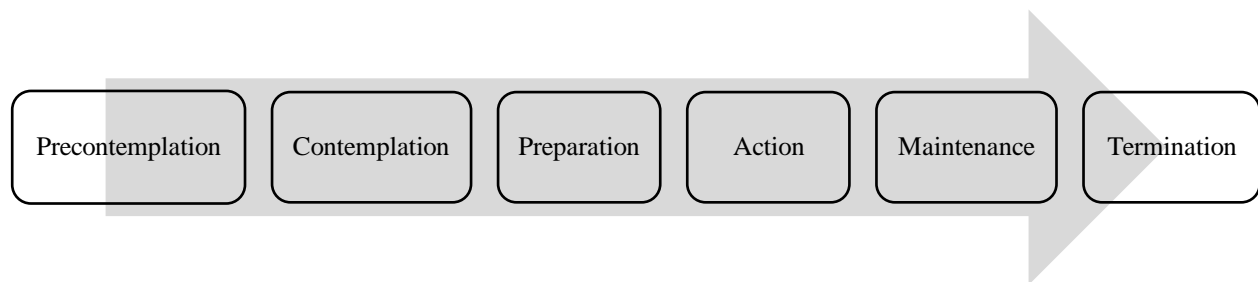 Precontemplation
Contemplation
Preparation
Action
Maintenance
Termination